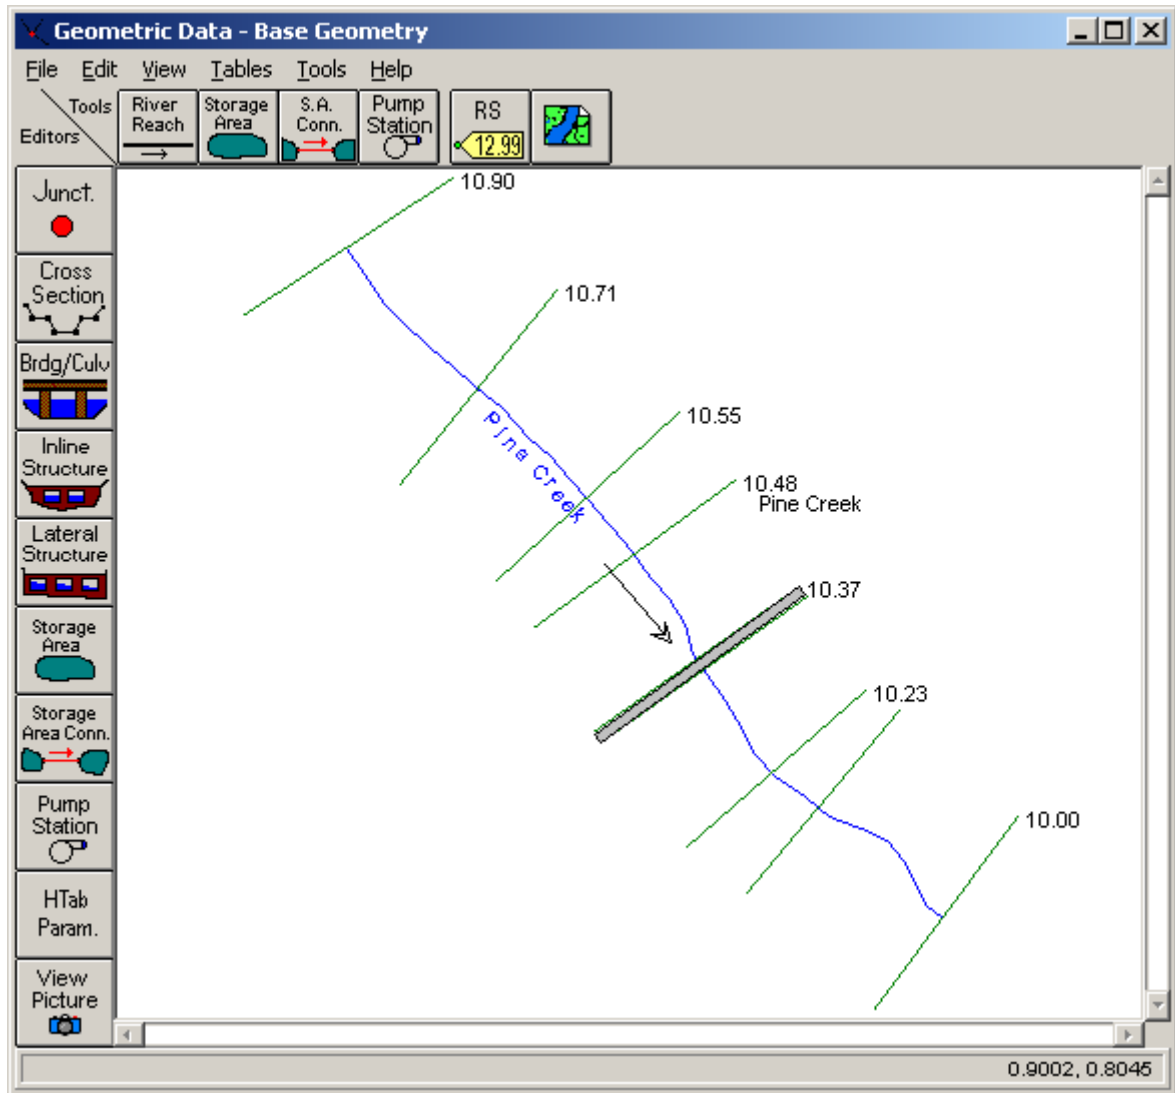 Geometric Data - Base Geometry
File Edit View Tables Tools Help
Tools
Editors
River
Reach
Storage
Area
S.A.
Conn.
Pump
Station
RS
12.99
Junct.
Cross
Section
Brdg/Culv
Inline
Structure
Lateral
Structure
Storage
Area
Storage
Area Conn.
Pump
Station
HTab
Param.
View
Picture
10.90
10.71
Pine Creek
10.55
10.48
Pine Creek
10.37
10.23
10.00
0.9002, 0.8045